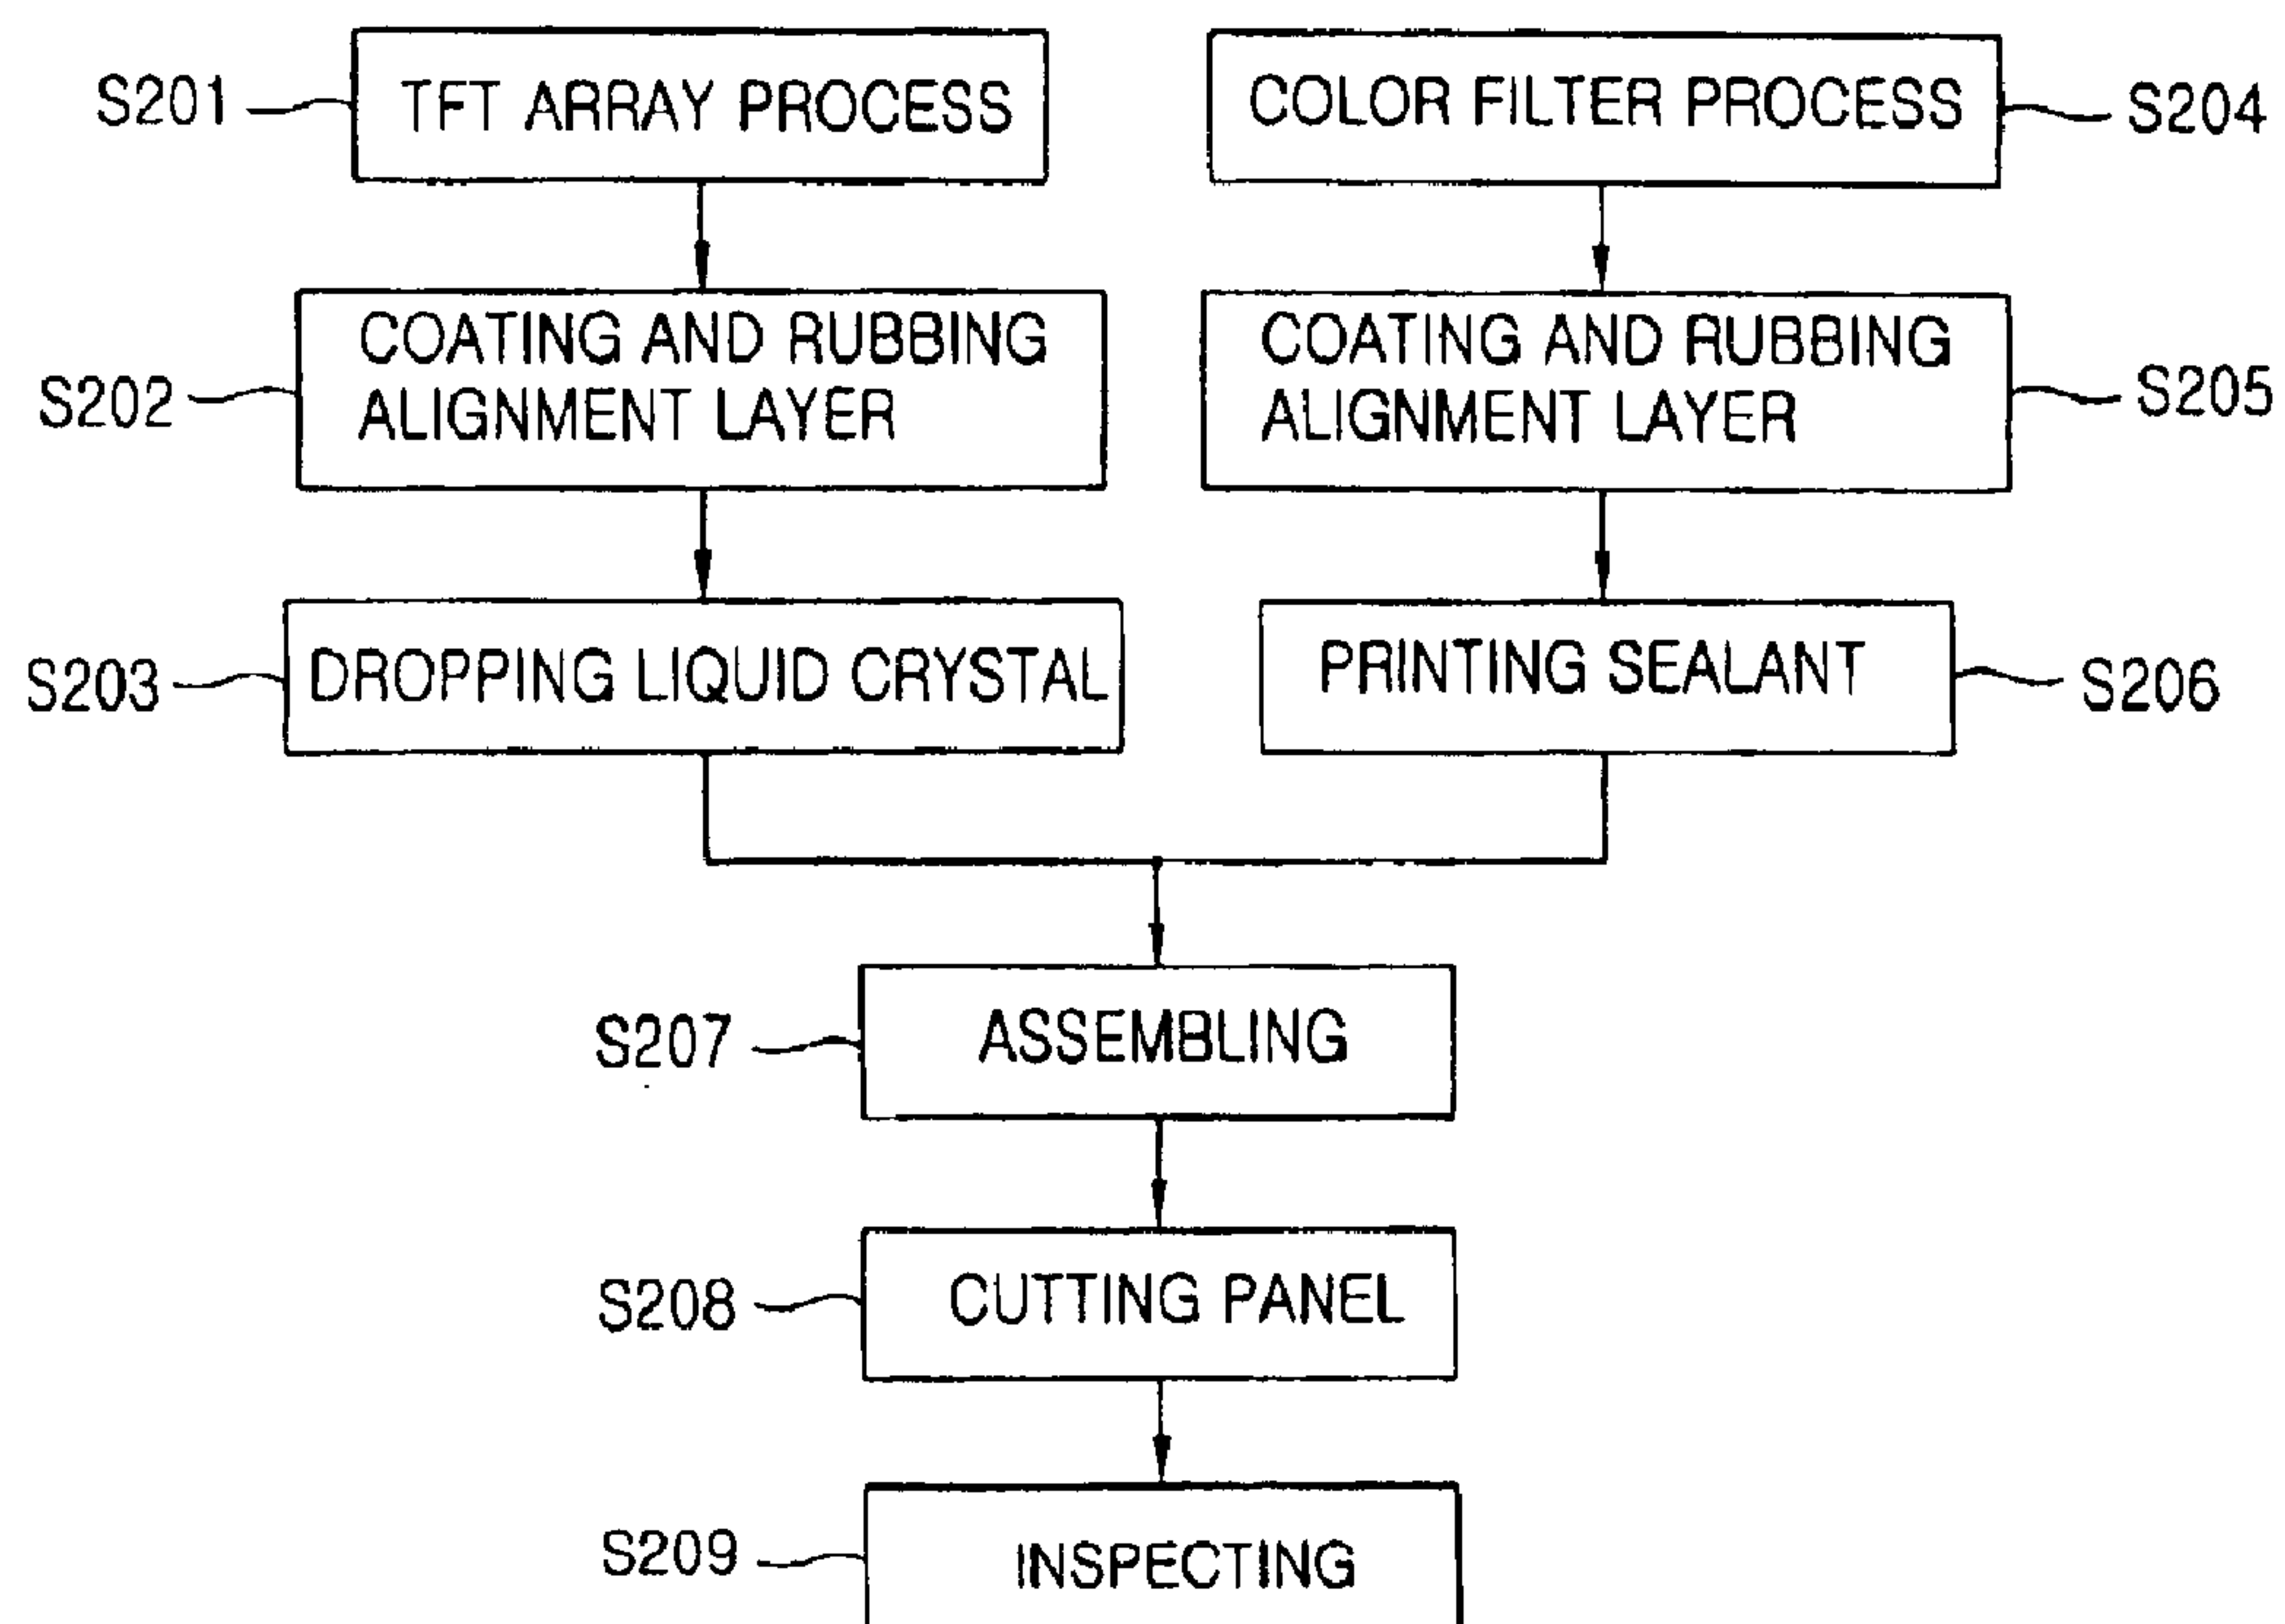 S201
TFT ARRAY PROCESS
COLOR FILTER PROCESS
S204
S202
COATING AND RUBBING
ALIGNMENT LAYER
COATING AND RUBBING
ALIGNMENT LAYER
S205
S203
DROPPING LIQUID CRYSTAL
PRINTING SEALANT
S206
S207
ASSEMBLING
S208
CUTTING PANEL
S209
INSPECTING